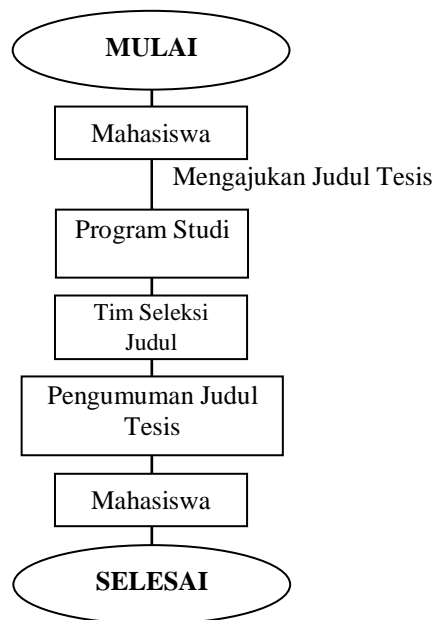 MULAI
Mahasiswa
Mengajukan Judul Tesis
Program Studi
Tim Seleksi
Judul
Pengumuman Judul
Tesis
Mahasiswa
SELESAI